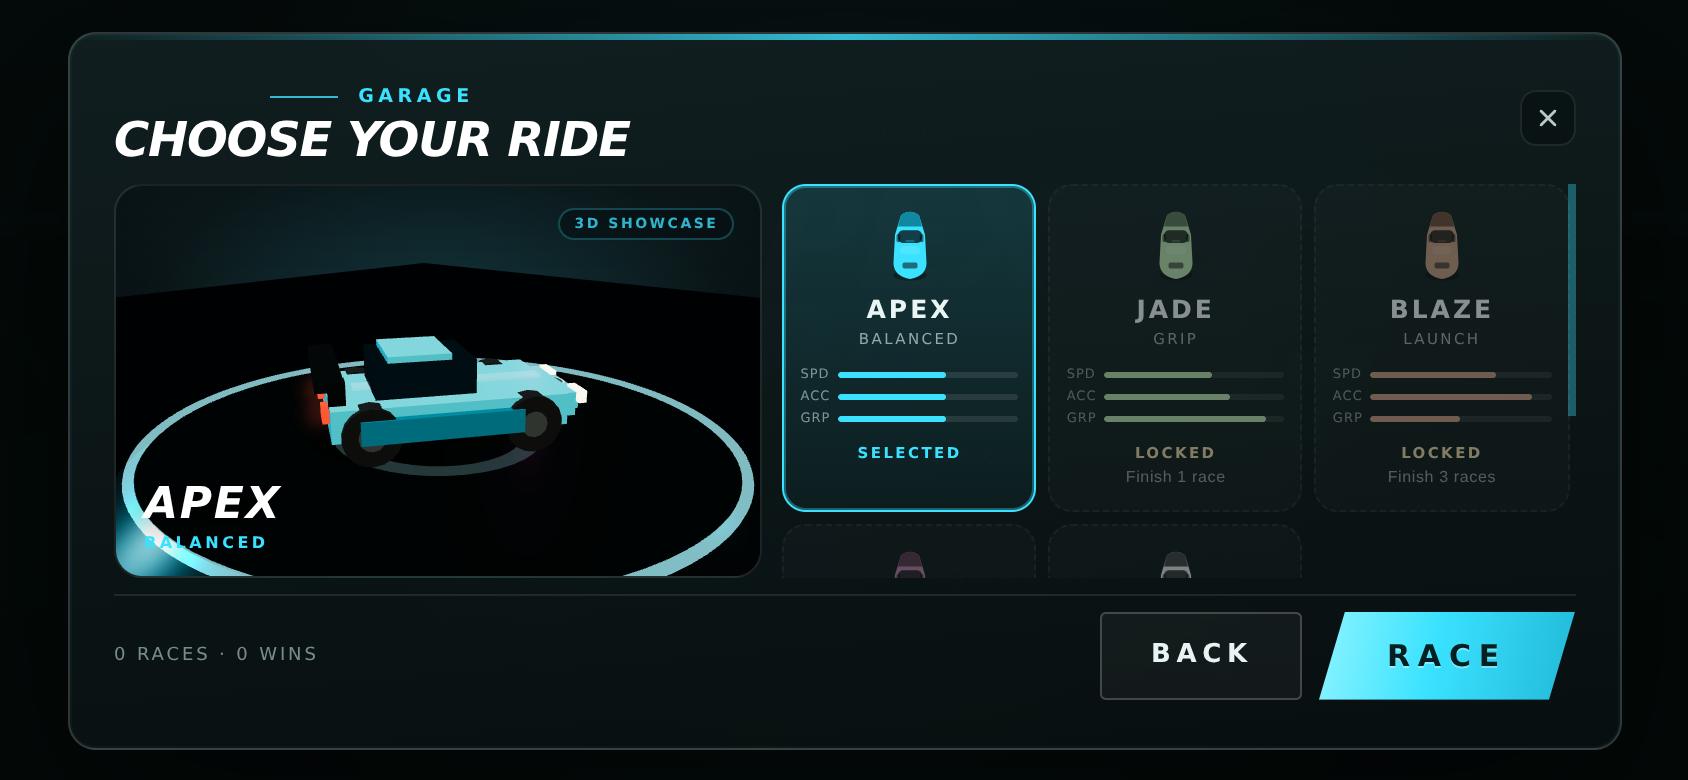 GARAGE
CHOOSE YOUR RIDE
3D SHOWCASE
APEX
BALANCED
APEX
BALANCED
SPD
ACC
GRP
SELECTED
JADE
GRIP
SPD
ACC
GRP
LOCKED
Finish 1 race
BLAZE
LAUNCH
SPD
ACC
GRP
LOCKED
Finish 3 races
0 RACES · 0 WINS
BACK
RACE